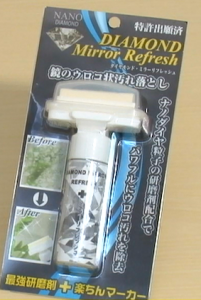 NANO
DIAMOND
特許出願済
DIAMOND
Mirror Refresh
ダイヤモンド・ミラーリフレッシュ
鏡のウロコ状汚れ落とし
ナノダイヤ粒子の研磨剤配合で
パワフルにウロコ汚れを除去
Before
After
DIAMOND
REFRESH
最強研磨剤+楽ちんマーカー